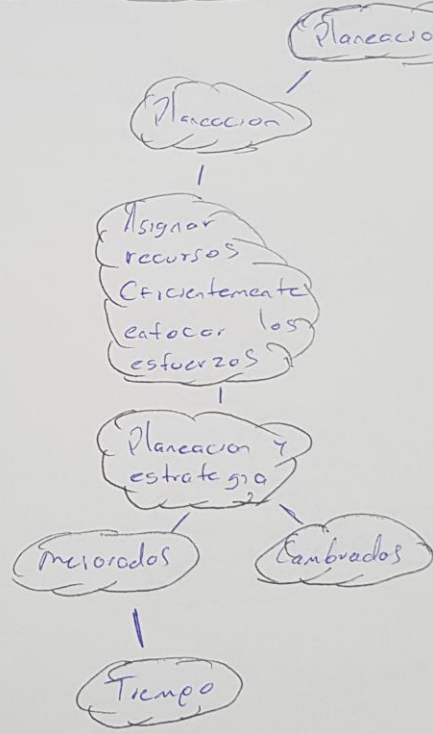 Planeacio
Planeacion
Asignar
recursos
Eficientemente
enfocar los
esfuerzos
Planeacion y
estrategia
mejorados
Cambiados
Tiempo